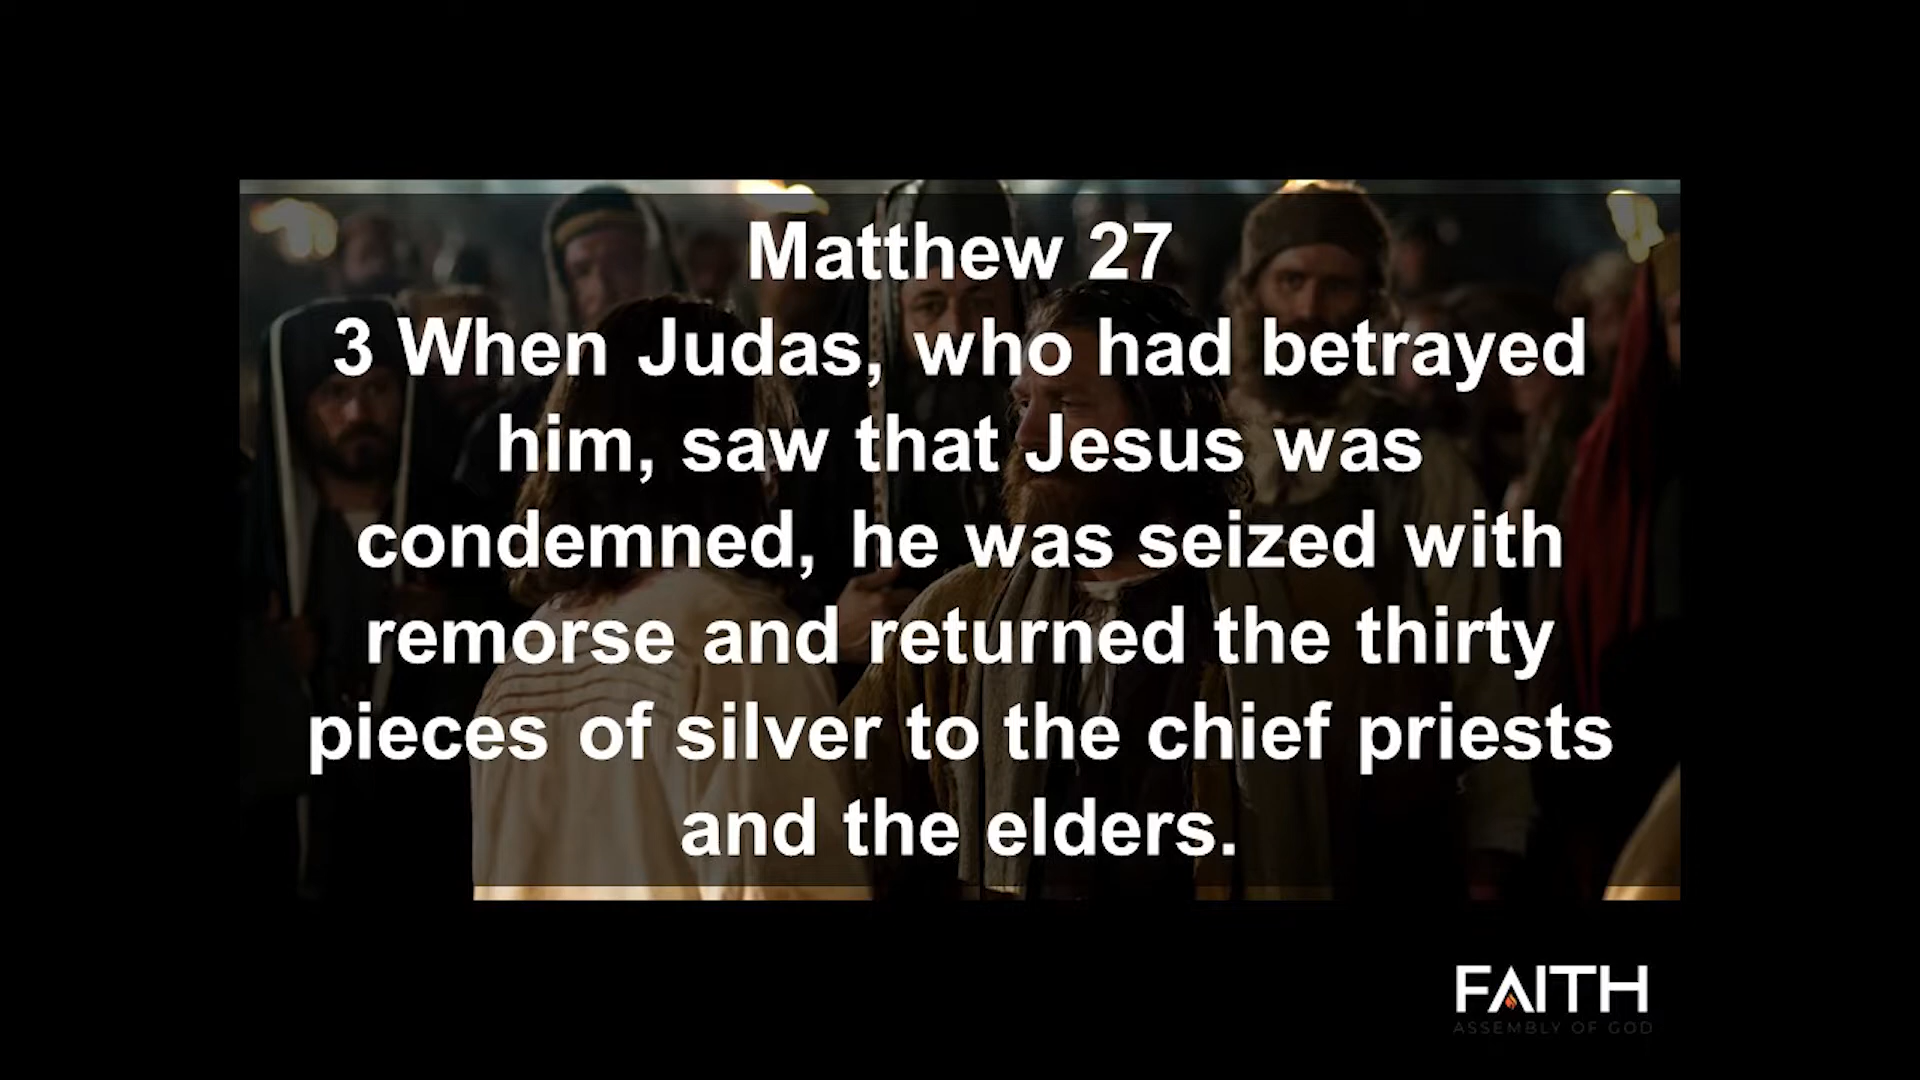 Matthew 27
3 When Judas, who had betrayed
him, saw that Jesus was
condemned, he was seized with
remorse and returned the thirty
pieces of silver to the chief priests
and the elders.
FAITH
ASSEMBLY OF GOD